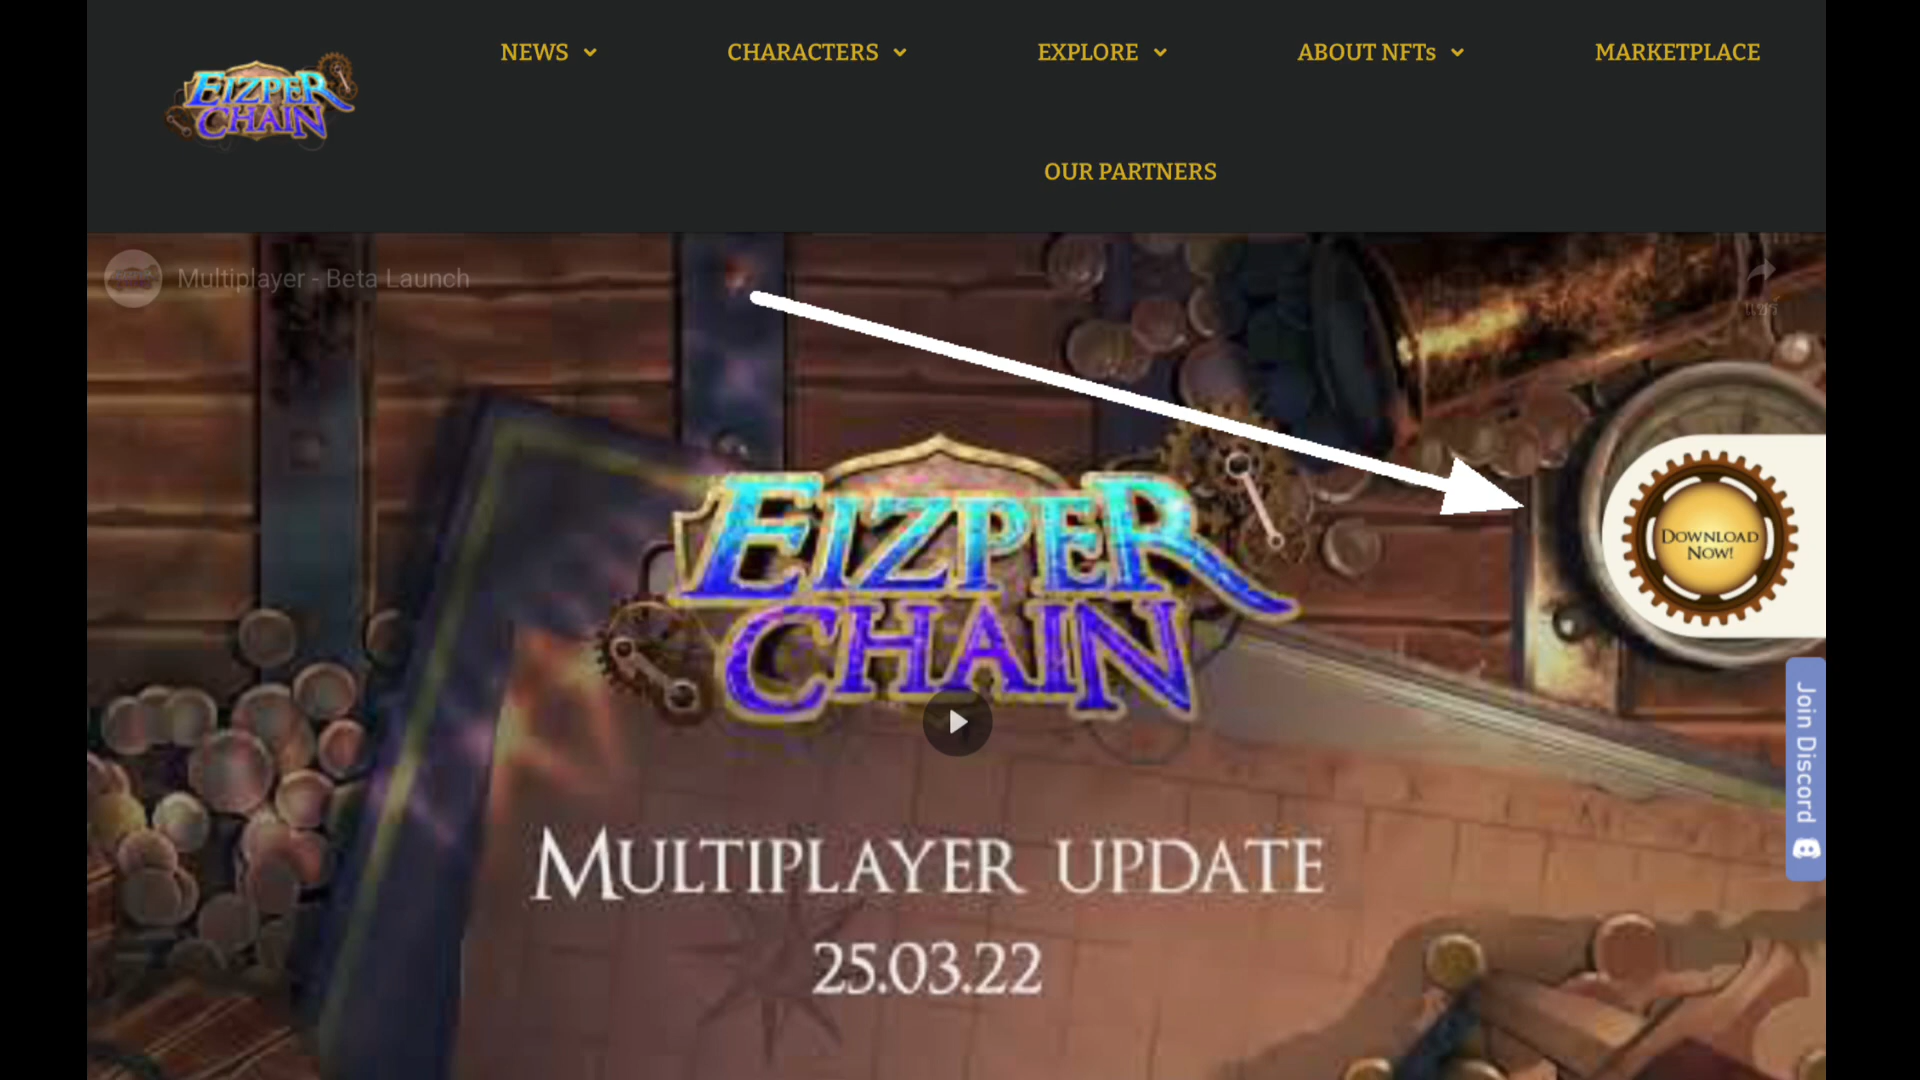 EIZPER
CHAIN
NEWS
CHARACTERS
EXPLORE
ABOUT NFTs
MARKETPLACE
OUR PARTNERS
Multiplayer - Beta Launch
EIZPER
CHAIN
DOWNLOAD
NOW!
Join Discord
MULTIPLAYER UPDATE
25.03.22